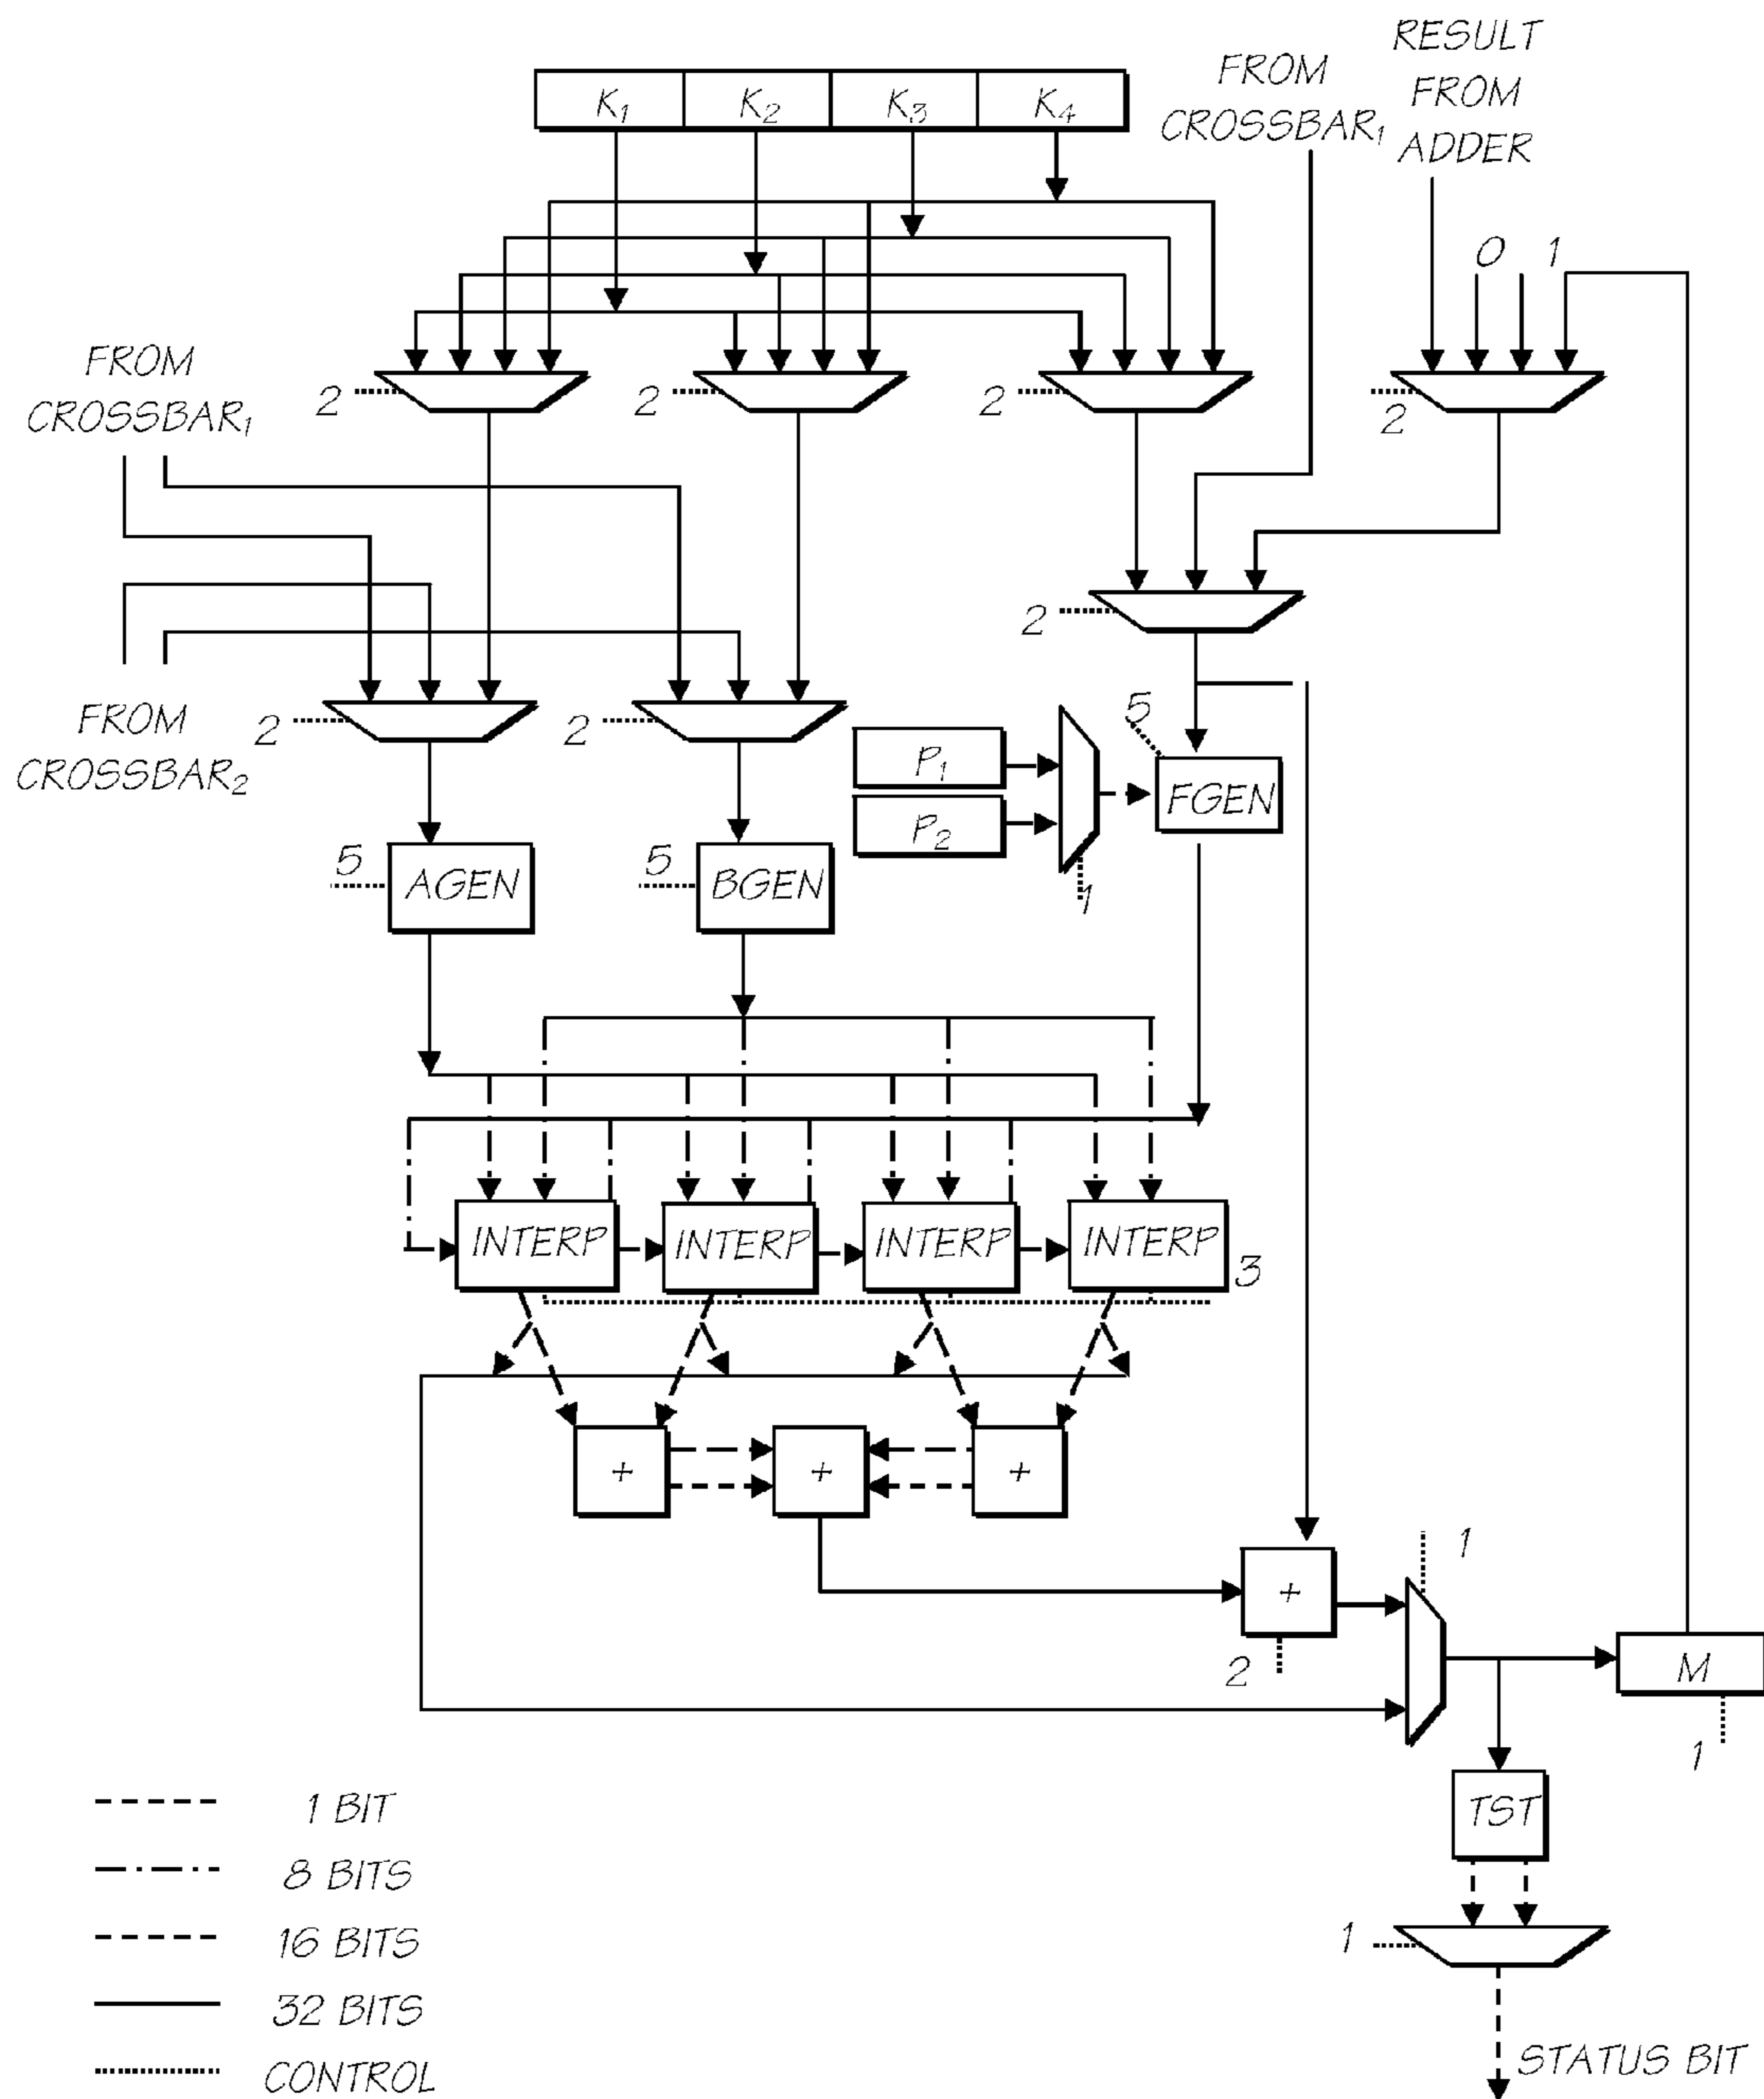 RESULT
FROM
ADDER
FROM
CROSSBAR₁
K₁ K₂ K₃ K₄
0 1
FROM
CROSSBAR₁
2
2
2
2
2
FROM
CROSSBAR₂
2
2
P₁
P₂
1
5
FGEN
5
AGEN
5
BGEN
INTERP
INTERP
INTERP
INTERP
3
+
+
+
+
2
1
M
1
TST
1
STATUS BIT
1 BIT
8 BITS
16 BITS
32 BITS
CONTROL